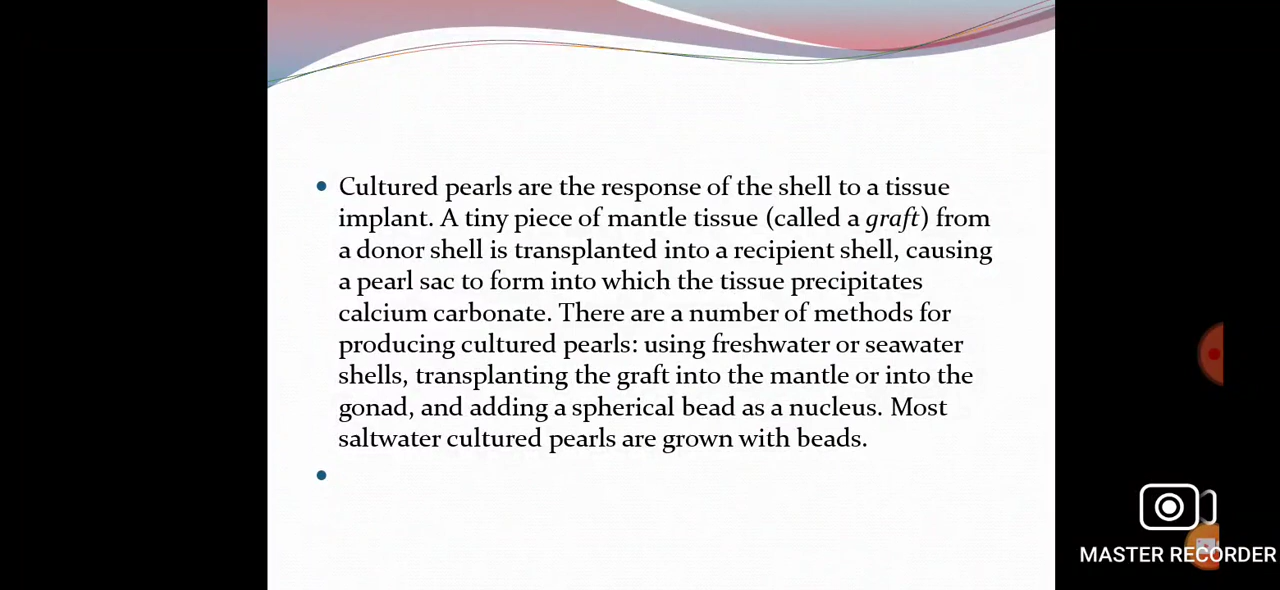 Cultured pearls are the response of the shell to a tissue
implant. A tiny piece of mantle tissue (called a graft) from
a donor shell is transplanted into a recipient shell, causing
a pearl sac to form into which the tissue precipitates
calcium carbonate. There are a number of methods for
producing cultured pearls: using freshwater or seawater
shells, transplanting the graft into the mantle or into the
gonad, and adding a spherical bead as a nucleus. Most
saltwater cultured pearls are grown with beads.
MASTER RECORDER